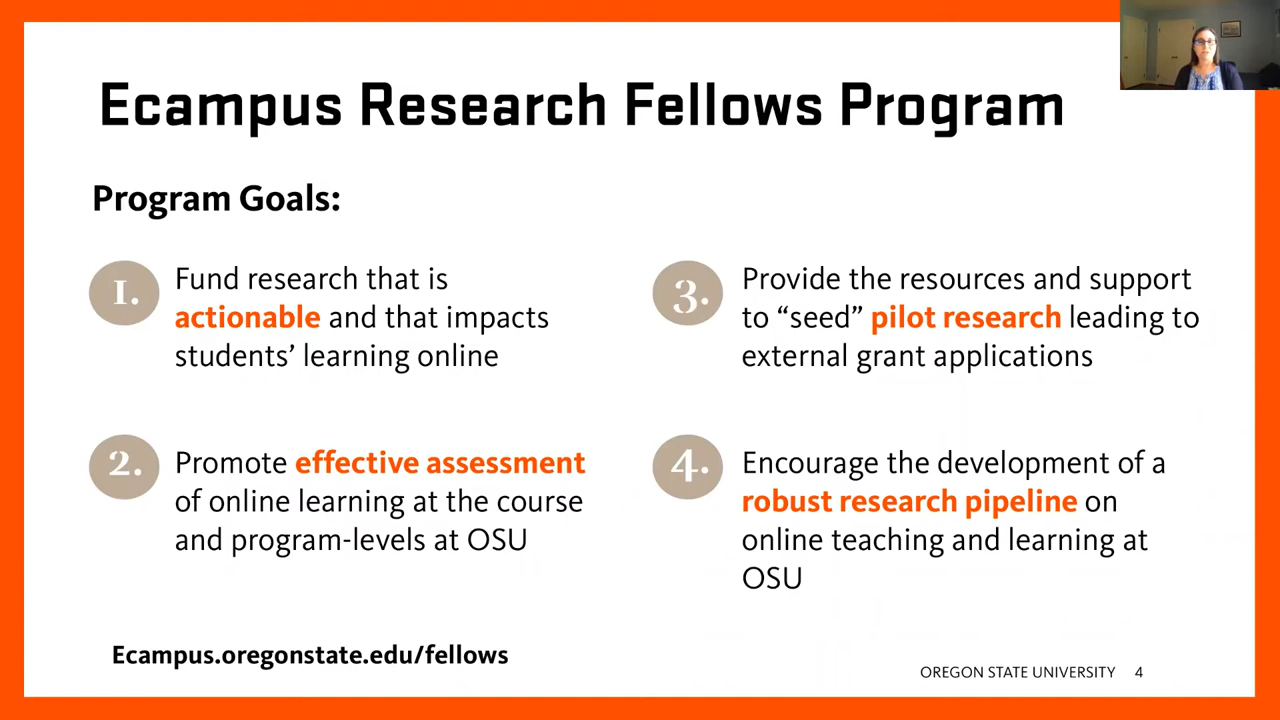 Ecampus Research Fellows Program
Program Goals:
1.
Fund research that is
actionable and that impacts
students’ learning online
2.
Promote effective assessment
of online learning at the course
and program-levels at OSU
3.
Provide the resources and support
to “seed” pilot research leading to
external grant applications
4.
Encourage the development of a
robust research pipeline on
online teaching and learning at
OSU
Ecampus.oregonstate.edu/fellows
OREGON STATE UNIVERSITY 4